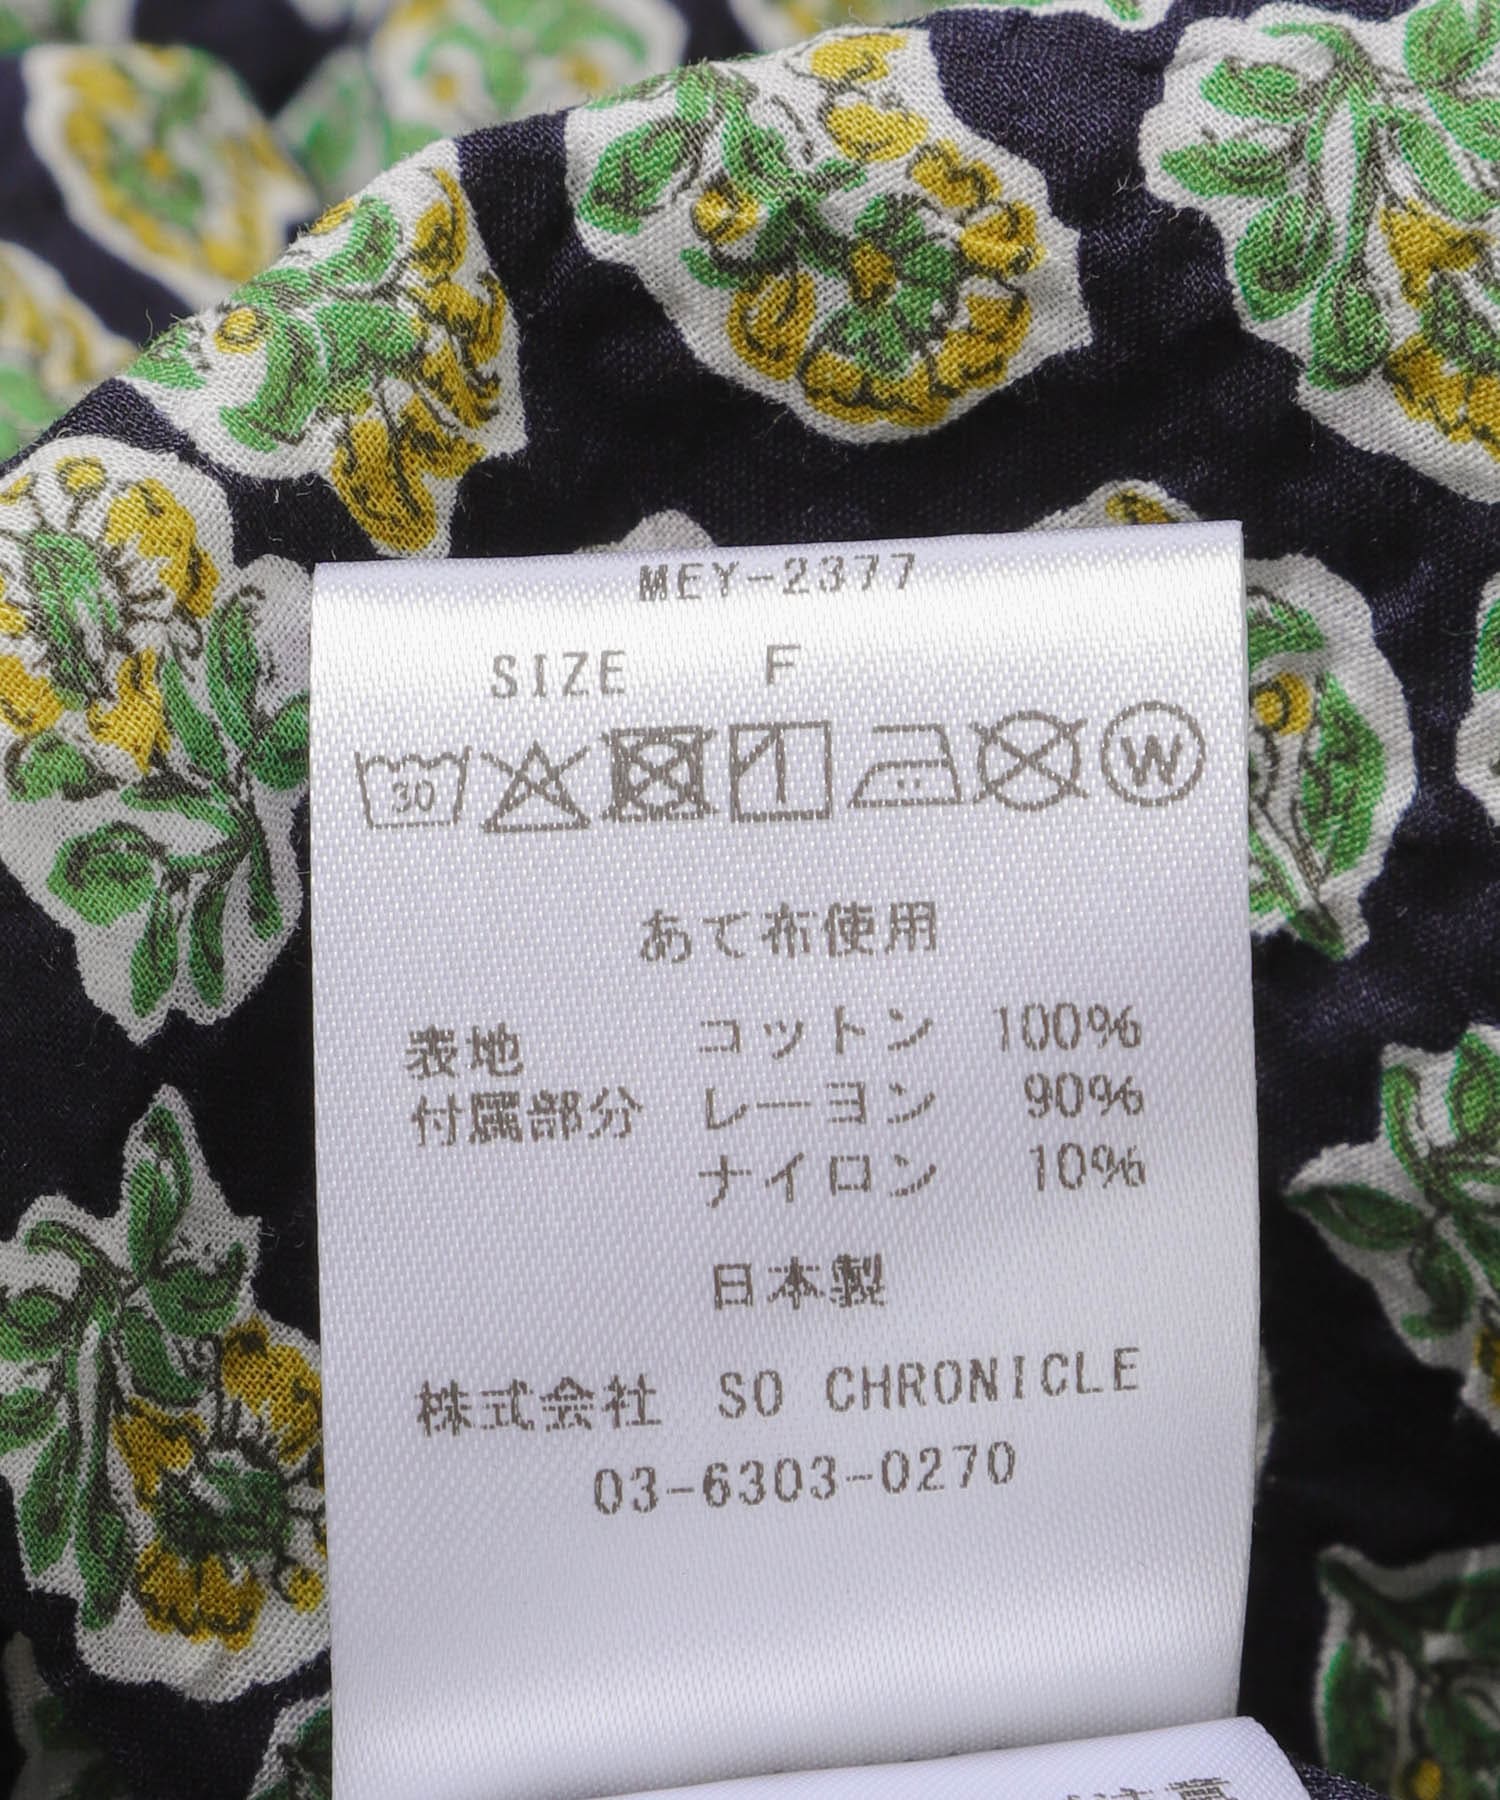 MEY-2377
SIZE F
30 W
あて布使用
表地 コットン 100%
付属部分 レーヨン 90%
ナイロン 10%
日本製
株式会社 SO CHRONICLE
03-6303-0270